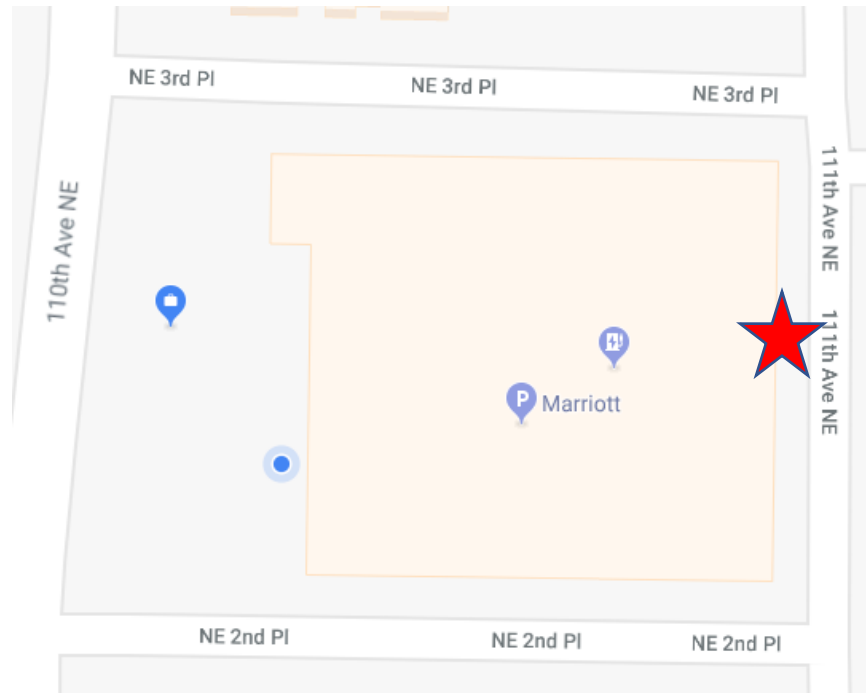 NE 3rd Pl
NE 3rd Pl
NE 3rd Pl
111th Ave NE
110th Ave NE
111th Ave NE
P
Marriott
NE 2nd Pl
NE 2nd Pl
NE 2nd Pl